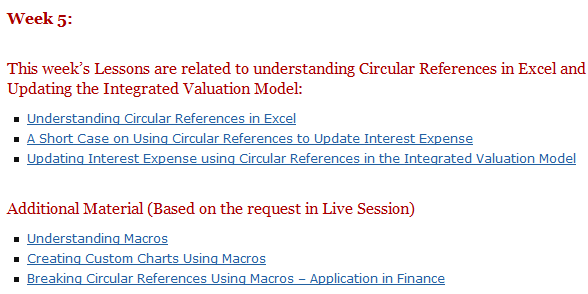 Week 5:
This week's Lessons are related to understanding Circular References in Excel and
Updating the Integrated Valuation Model:
Understanding Circular References in Excel
A Short Case on Using Circular References to Update Interest Expense
Updating Interest Expense using Circular References in the Integrated Valuation Model
Additional Material (Based on the request in Live Session)
Understanding Macros
Creating Custom Charts Using Macros
Breaking Circular References Using Macros – Application in Finance